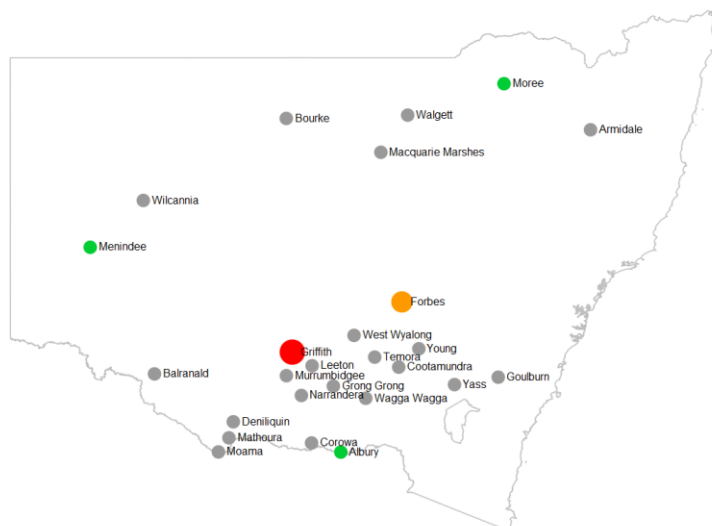 Moree
Bourke
Walgett
Armidale
Macquarie Marshes
Wilcannia
Menindee
Forbes
West Wyalong
Griffith
Young
Temora
Leeton
Cootamundra
Balranald
Murrumbidgee
Goulburn
Grong Grong
Yass
Narrandera
Wagga Wagga
Deniliquin
Mathoura
Corowa
Moama
Albury